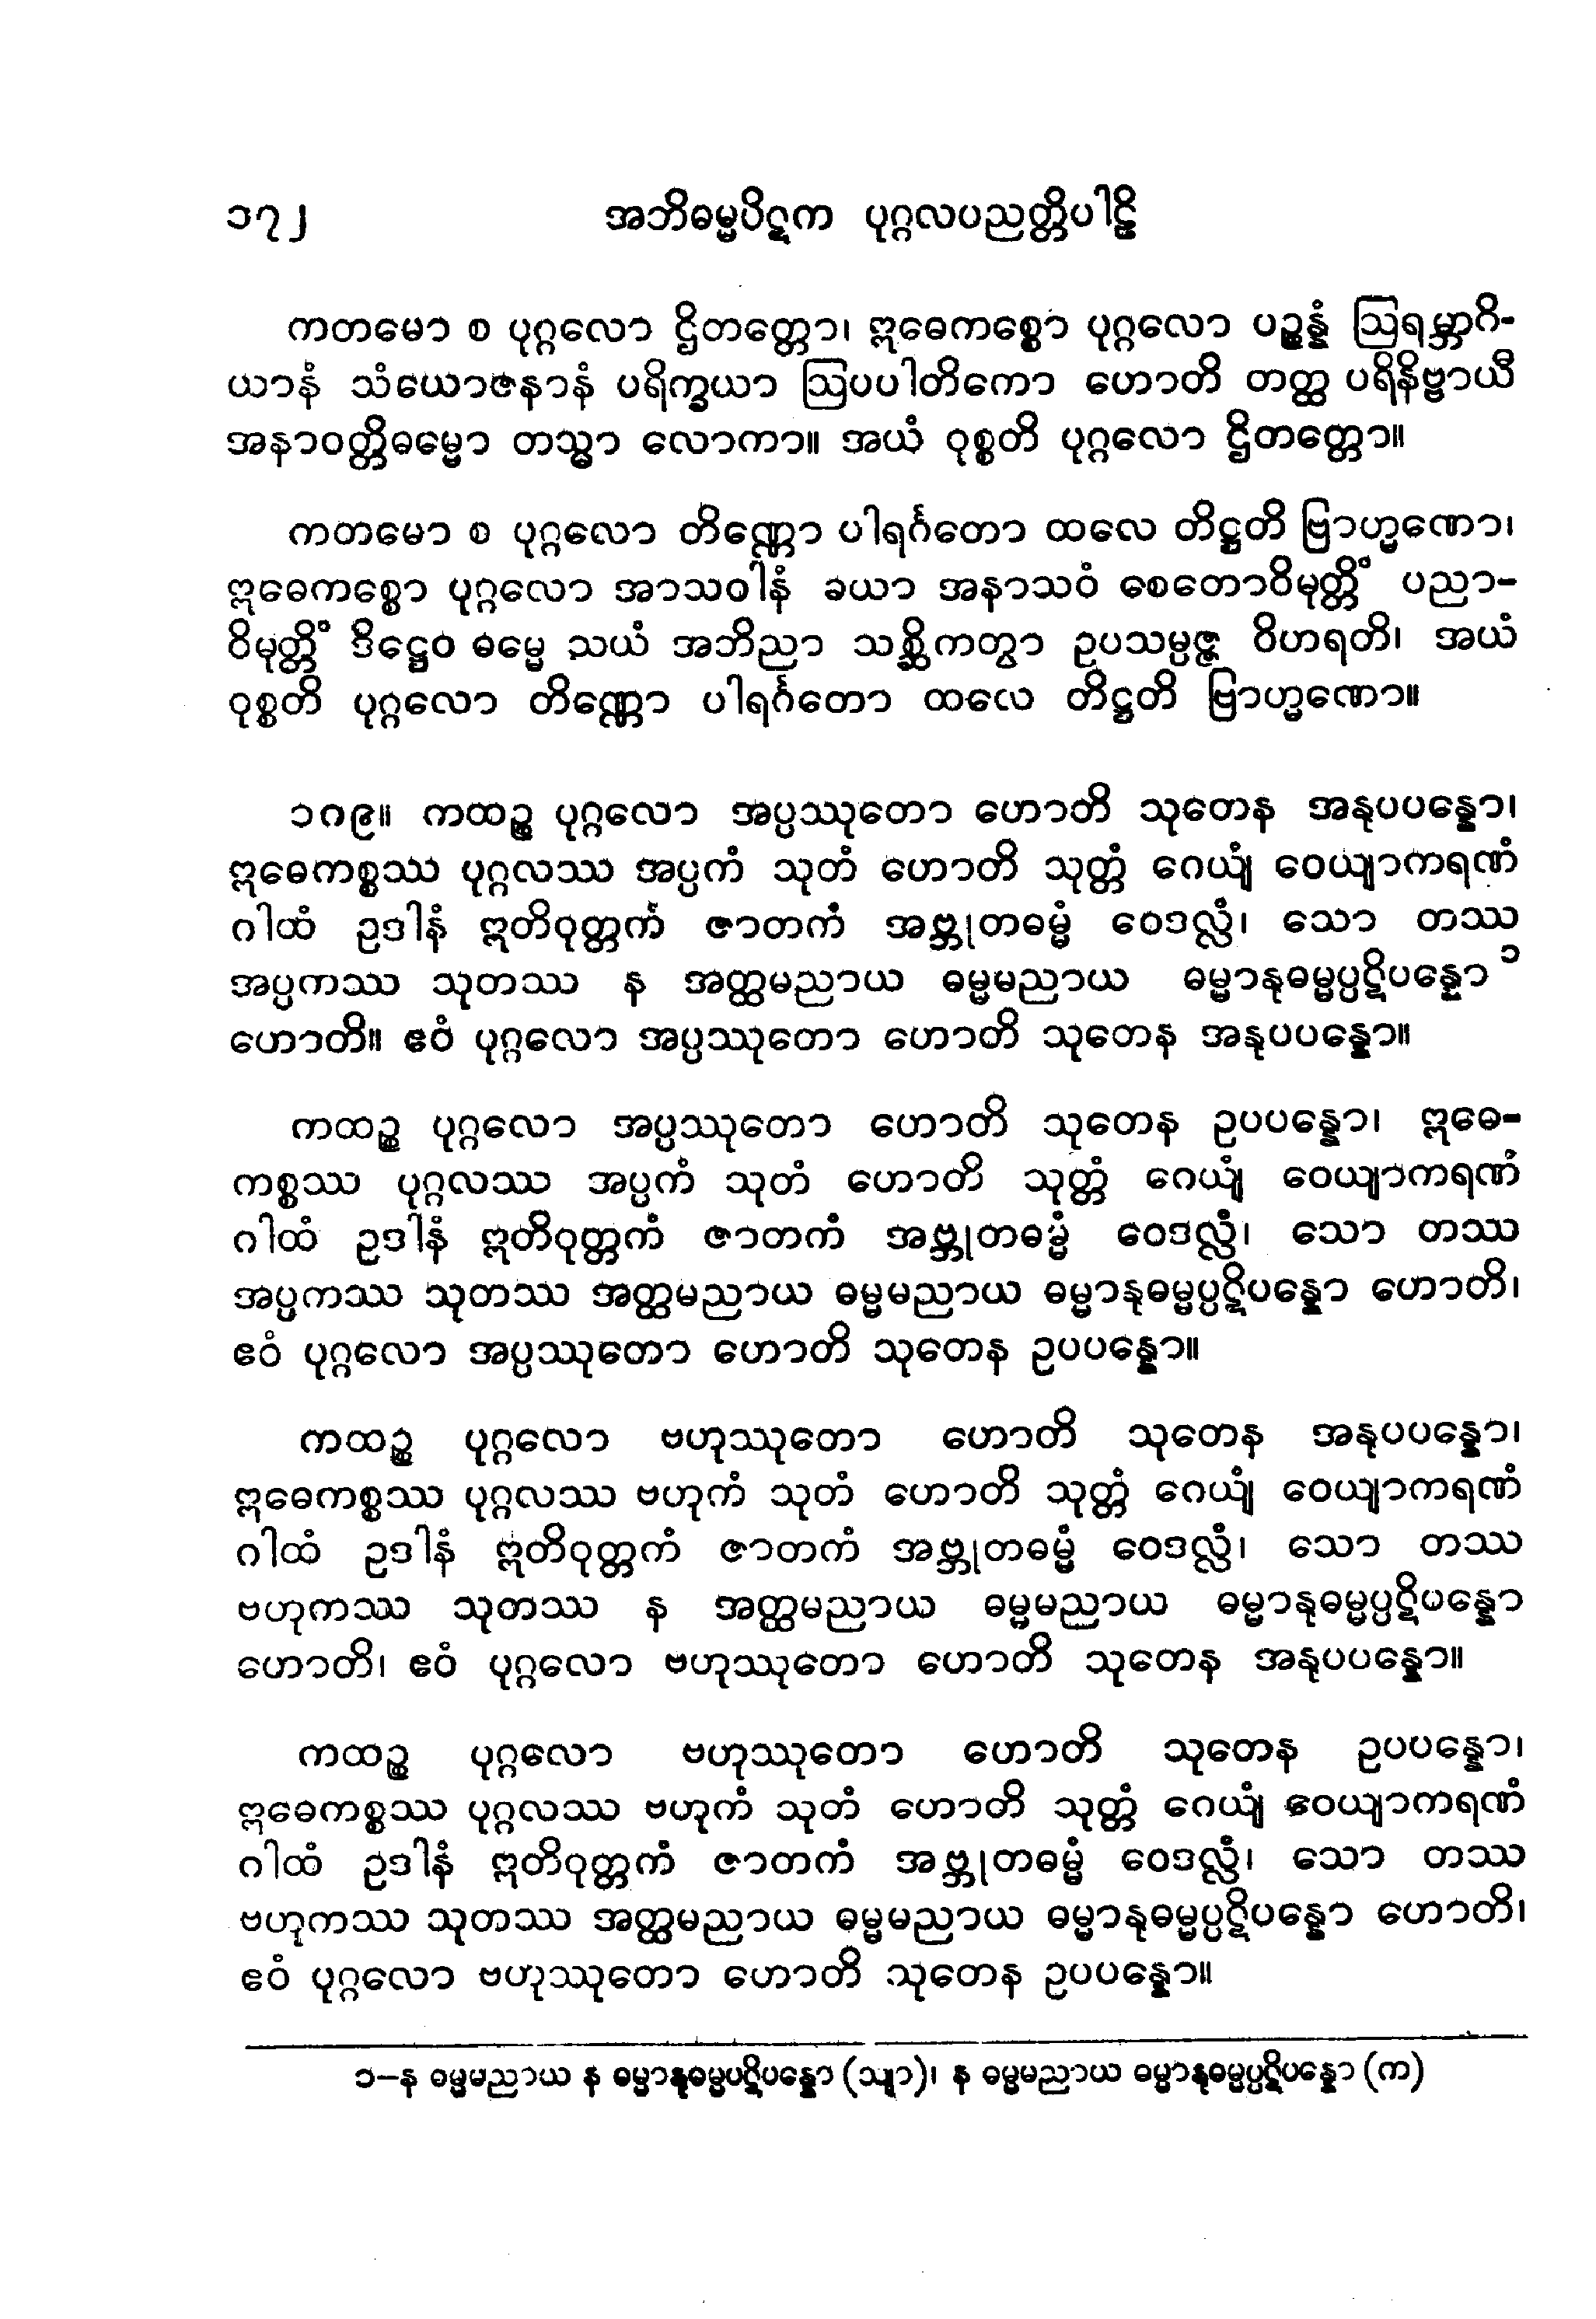 ၁၇၂ အဘိဓမ္မပိဋက ပုဂ္ဂလပညတ္တိပါဠိ
ကတမော စ ပုဂ္ဂလော ဌိတတ္တော၊ ဣဓေကစ္စော ပုဂ္ဂလော ပဉ္စန္နံ ဩရမ္ဘာဂိ-
ယာနံ သံယောဇနာနံ ပရိက္ခယာ ဩပပါတိကော ဟောတိ တတ္ထ ပရိနိဗ္ဗာယီ
အနာဝတ္တိဓမ္မော တသ္မာ လောကာ။ အယံ ဝုစ္စတိ ပုဂ္ဂလော ဌိတတ္တော။
ကတမော စ ပုဂ္ဂလော တိဏ္ဏော ပါရင်္ဂတော ထလေ တိဋ္ဌတိ ဗြာဟ္မဏော၊
ဣဓေကစ္စော ပုဂ္ဂလော အာသဝါနံ ခယာ အနာသဝံ စေတောဝိမုတ္တိံ ပညာ-
ဝိမုတ္တိံ ဒိဋ္ဌေဝ ဓမ္မေ သယံ အဘိညာ သစ္ဆိကတွာ ဥပသမ္ပဇ္ဇ ဝိဟရတိ၊ အယံ
ဝုစ္စတိ ပုဂ္ဂလော တိဏ္ဏော ပါရင်္ဂတော ထလေ တိဋ္ဌတိ ဗြာဟ္မဏော။
၁၈၉။ ကထဉ္စ ပုဂ္ဂလော အပ္ပဿုတော ဟောတိ သုတေန အနုပပန္နော၊
ဣဓေကစ္စဿ ပုဂ္ဂလဿ အပ္ပကံ သုတံ ဟောတိ သုတ္တံ ဂေယျံ ဝေယျာကရဏံ
ဂါထံ ဥဒါနံ ဣတိဝုတ္တကံ ဇာတကံ အဗ္ဘုတဓမ္မံ ဝေဒလ္လံ၊ သော တဿ
အပ္ပကဿ သုတဿ န အတ္ထမညာယ ဓမ္မမညာယ ဓမ္မာနုဓမ္မပ္ပဋိပန္နော ၁
ဟောတိ။ ဧဝံ ပုဂ္ဂလော အပ္ပဿုတော ဟောတိ သုတေန အနုပပန္နော။
ကထဉ္စ ပုဂ္ဂလော အပ္ပဿုတော ဟောတိ သုတေန ဥပပန္နော၊ ဣဓေ-
ကစ္စဿ ပုဂ္ဂလဿ အပ္ပကံ သုတံ ဟောတိ သုတ္တံ ဂေယျံ ဝေယျာကရဏံ
ဂါထံ ဥဒါနံ ဣတိဝုတ္တကံ ဇာတကံ အဗ္ဘုတဓမ္မံ ဝေဒလ္လံ၊ သော တဿ
အပ္ပကဿ သုတဿ အတ္ထမညာယ ဓမ္မမညာယ ဓမ္မာနုဓမ္မပ္ပဋိပန္နော ဟောတိ၊
ဧဝံ ပုဂ္ဂလော အပ္ပဿုတော ဟောတိ သုတေန ဥပပန္နော။
ကထဉ္စ ပုဂ္ဂလော ဗဟုဿုတော ဟောတိ သုတေန အနုပပန္နော၊
ဣဓေကစ္စဿ ပုဂ္ဂလဿ ဗဟုကံ သုတံ ဟောတိ သုတ္တံ ဂေယျံ ဝေယျာကရဏံ
ဂါထံ ဥဒါနံ ဣတိဝုတ္တကံ ဇာတကံ အဗ္ဘုတဓမ္မံ ဝေဒလ္လံ၊ သော တဿ
ဗဟုကဿ သုတဿ န အတ္ထမညာယ ဓမ္မမညာယ ဓမ္မာနုဓမ္မပ္ပဋိပန္နော
ဟောတိ၊ ဧဝံ ပုဂ္ဂလော ဗဟုဿုတော ဟောတိ သုတေန အနုပပန္နော။
ကထဉ္စ ပုဂ္ဂလော ဗဟုဿုတော ဟောတိ သုတေန ဥပပန္နော၊
ဣဓေကစ္စဿ ပုဂ္ဂလဿ ဗဟုကံ သုတံ ဟောတိ သုတ္တံ ဂေယျံ ဝေယျာကရဏံ
ဂါထံ ဥဒါနံ ဣတိဝုတ္တကံ ဇာတကံ အဗ္ဘုတဓမ္မံ ဝေဒလ္လံ၊ သော တဿ
ဗဟုကဿ သုတဿ အတ္ထမညာယ ဓမ္မမညာယ ဓမ္မာနုဓမ္မပ္ပဋိပန္နော ဟောတိ၊
ဧဝံ ပုဂ္ဂလော ဗဟုဿုတော ဟောတိ သုတေန ဥပပန္နော။
၁-န ဓမ္မမညာယ န ဓမ္မာနုဓမ္မပဋိပန္နော (သျာ)၊ န ဓမ္မမညာယ ဓမ္မာနုဓမ္မပ္ပဋိပန္နော (က)